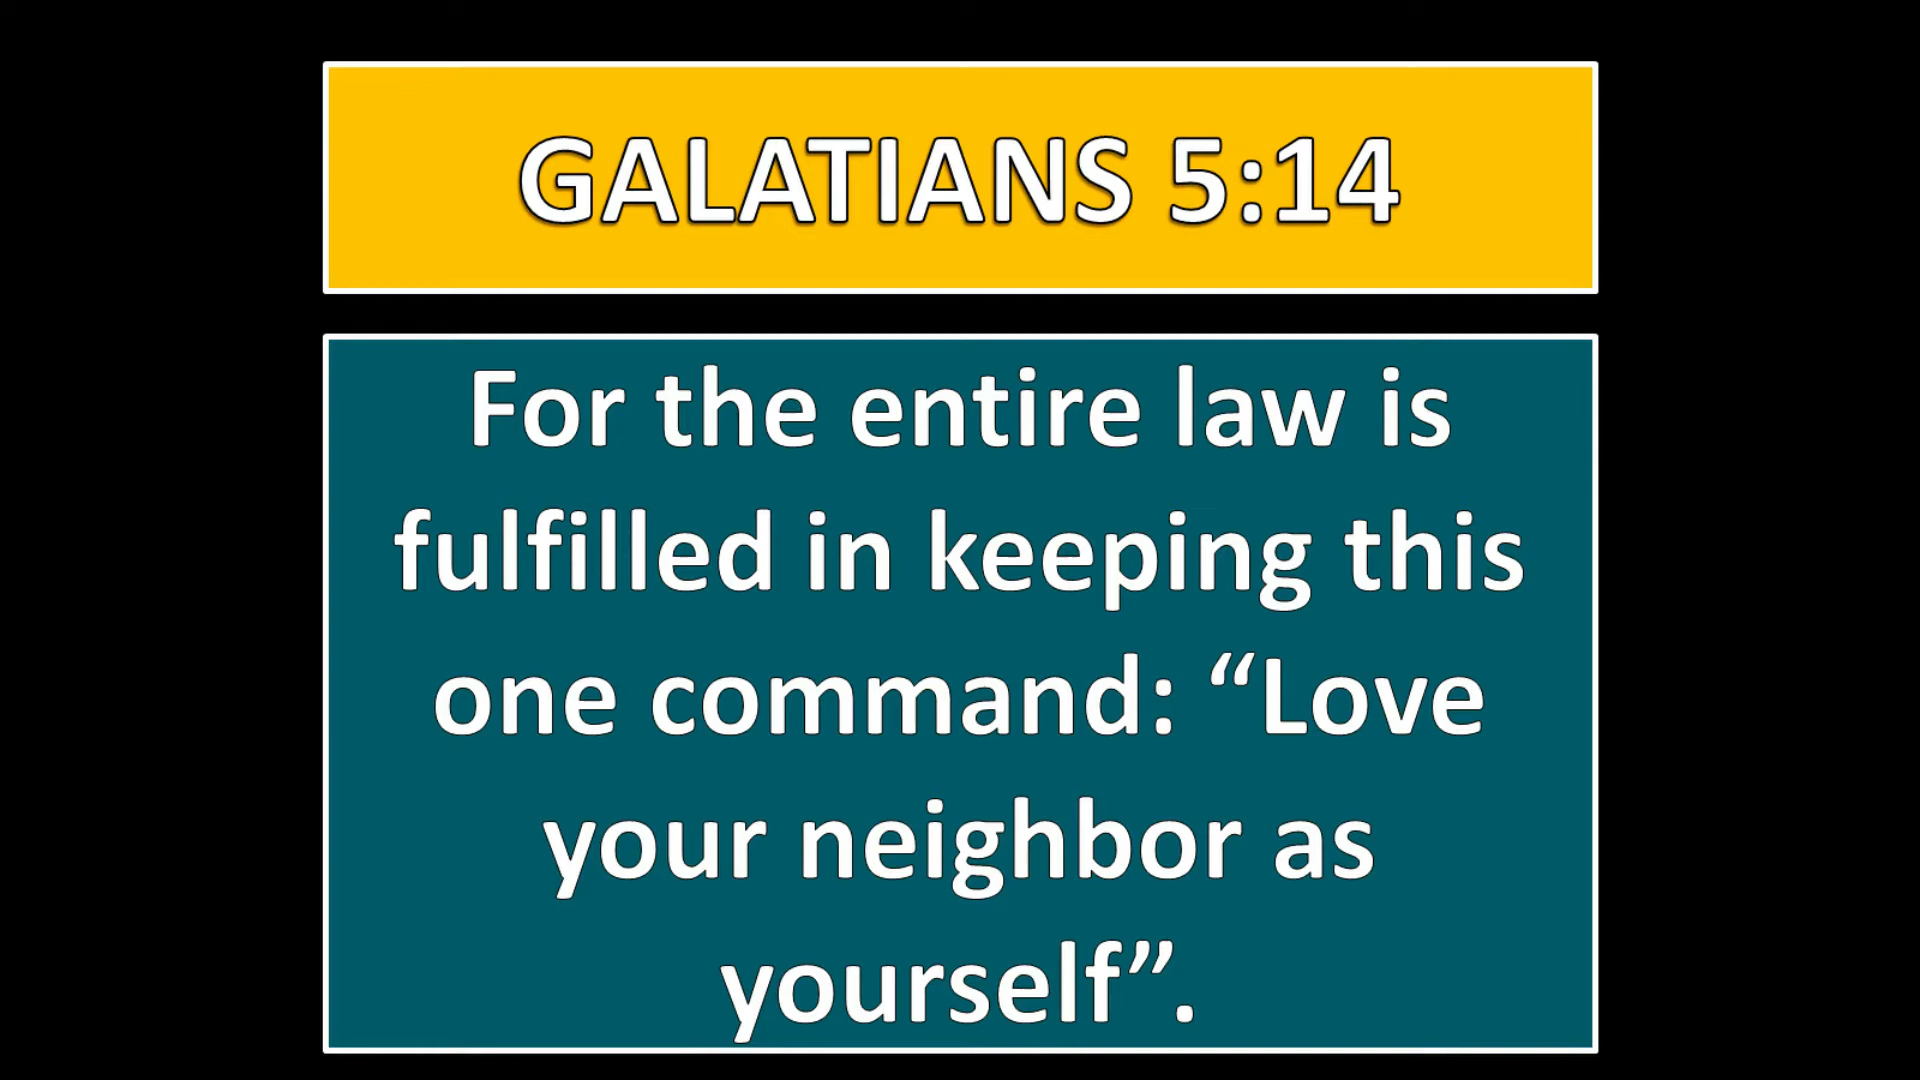 GALATIANS 5:14
For the entire law is
fulfilled in keeping this
one command: “Love
your neighbor as
yourself”.